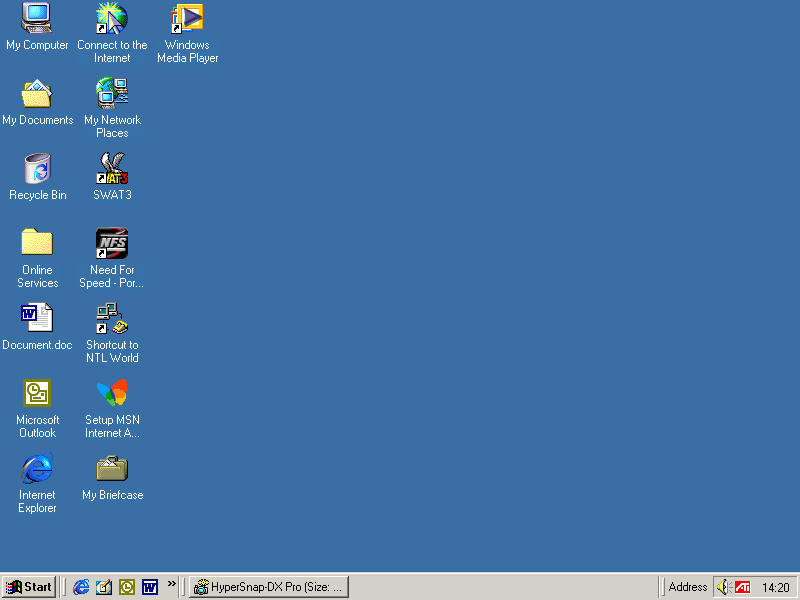 My Computer
Connect to the
Internet
Windows
Media Player
My Documents
My Network
Places
Recycle Bin
SWAT3
NFS
Online
Services
Need For
Speed - Por...
W
Document.doc
Shortcut to
NTL World
Microsoft
Outlook
Setup MSN
Internet A...
Internet
Explorer
My Briefcase
Start
W
»
HyperSnap-DX Pro (Size: ...
Address
ATI
14:20